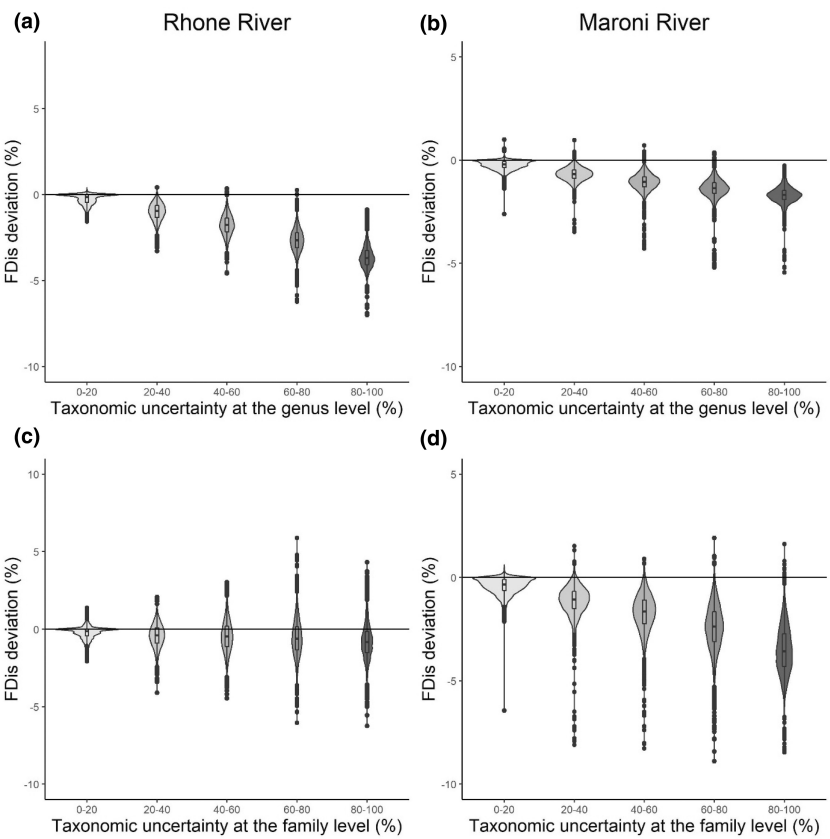 (a) Rhone River
(b) Maroni River
FDis deviation (%)
5
0
-5
-10
0-20 20-40 40-60 60-80 80-100
Taxonomic uncertainty at the genus level (%)
FDis deviation (%)
5
0
-5
-10
0-20 20-40 40-60 60-80 80-100
Taxonomic uncertainty at the genus level (%)
(c)
FDis deviation (%)
10
5
0
-5
-10
0-20 20-40 40-60 60-80 80-100
Taxonomic uncertainty at the family level (%)
(d)
FDis deviation (%)
5
0
-5
-10
0-20 20-40 40-60 60-80 80-100
Taxonomic uncertainty at the family level (%)